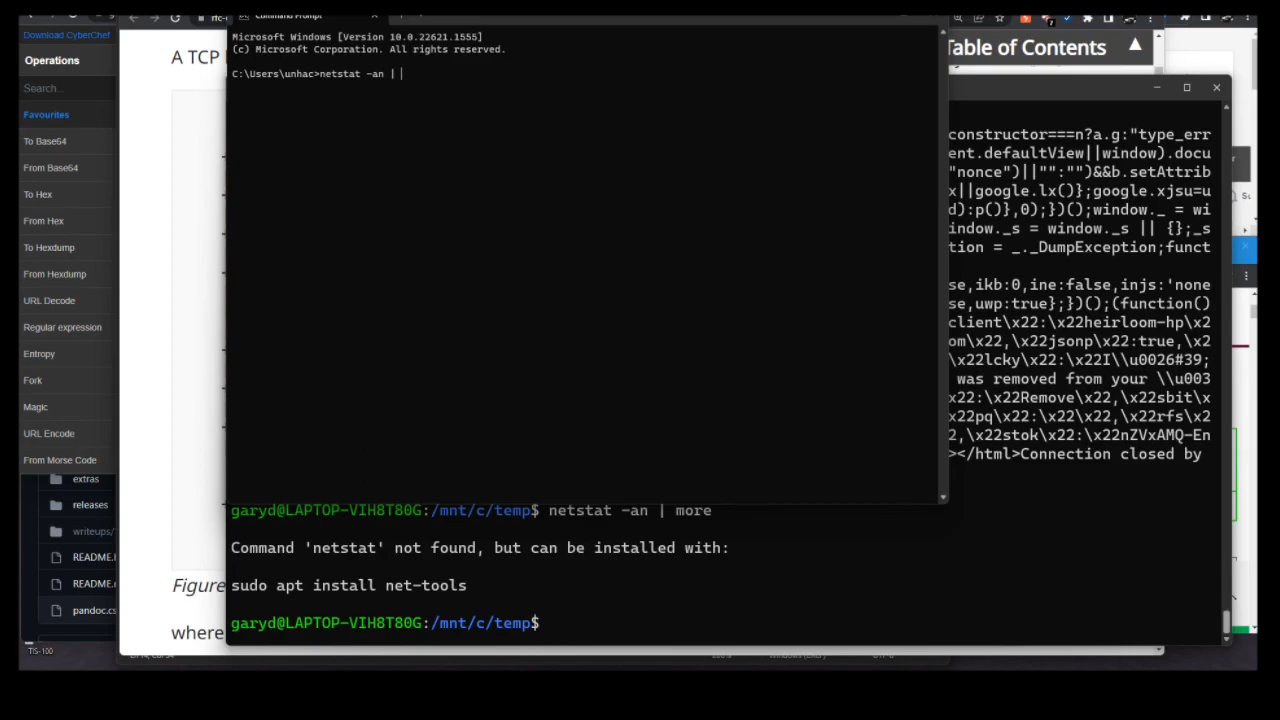 Download CyberChef
Operations
Search...
Favourites
To Base64
From Base64
To Hex
From Hex
To Hexdump
From Hexdump
URL Decode
Regular expression
Entropy
Fork
Magic
URL Encode
From Morse Code
extras
releases
writeups/
README.
README.
pandoc.cs
TIS-100
A TCP
Figure
where
Command Prompt
Microsoft Windows [Version 10.0.22621.1555]
(c) Microsoft Corporation. All rights reserved.
C:\Users\unhac>netstat -an |
Table of Contents
constructor===n?a.g:"type_err
ent.defaultView||window).docu
"nonce")||"":"")&&b.setAttrib
x||google.lx()};google.xjsu=u
d):p()},0);})();window._ = wi
indow._s = window._s || {};_s
tion = _._DumpException;funct
se,ikb:0,ine:false,injs:'none
se,uwp:true};})();(function()
client\x22:\x22heirloom-hp\x2
om\x22,\x22jsonp\x22:true,\x2
\x22lcky\x22:\x22I\\u0026#39;
was removed from your \\u003
x22:\x22Remove\x22,\x22sbit\x
x22pq\x22:\x22\x22,\x22rfs\x2
2,\x22stok\x22:\x22nZVxAMQ-En
></html>Connection closed by
garyd@LAPTOP-VIH8T80G:/mnt/c/temp$ netstat -an | more
Command 'netstat' not found, but can be installed with:
sudo apt install net-tools
garyd@LAPTOP-VIH8T80G:/mnt/c/temp$